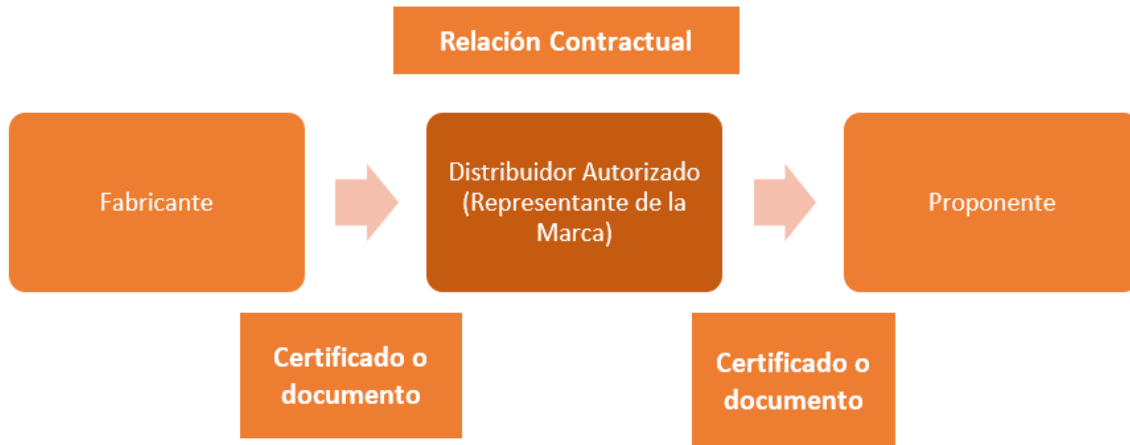 Relación Contractual
Fabricante
Distribuidor Autorizado
(Representante de la
Marca)
Proponente
Certificado o
documento
Certificado o
documento